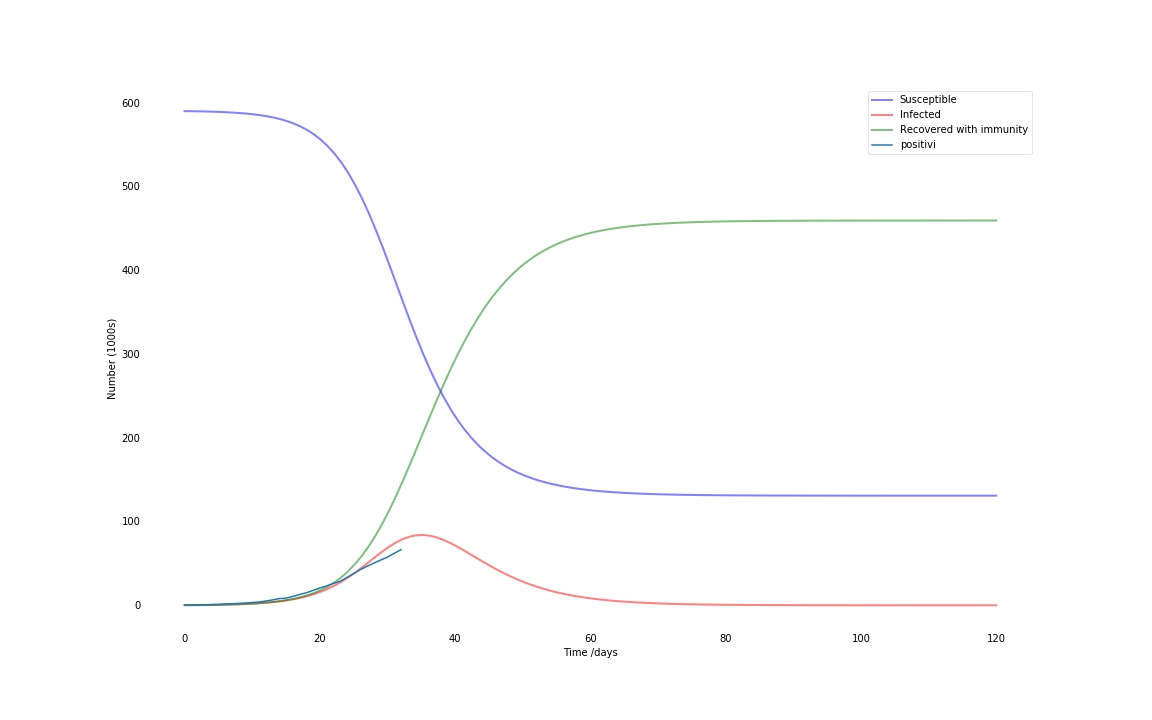 600
500
400
300
200
100
0
Number (1000s)
0 20 40 60 80 100 120
Time /days
Susceptible
Infected
Recovered with immunity
positivi